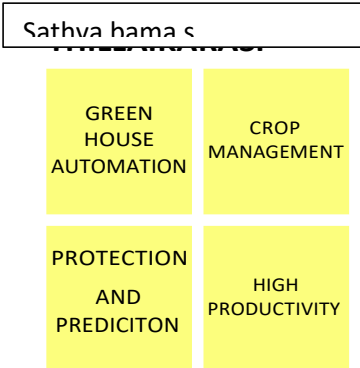 Sathya bama s
GREEN
HOUSE
AUTOMATION
CROP
MANAGEMENT
PROTECTION
AND
PREDICITON
HIGH
PRODUCTIVITY